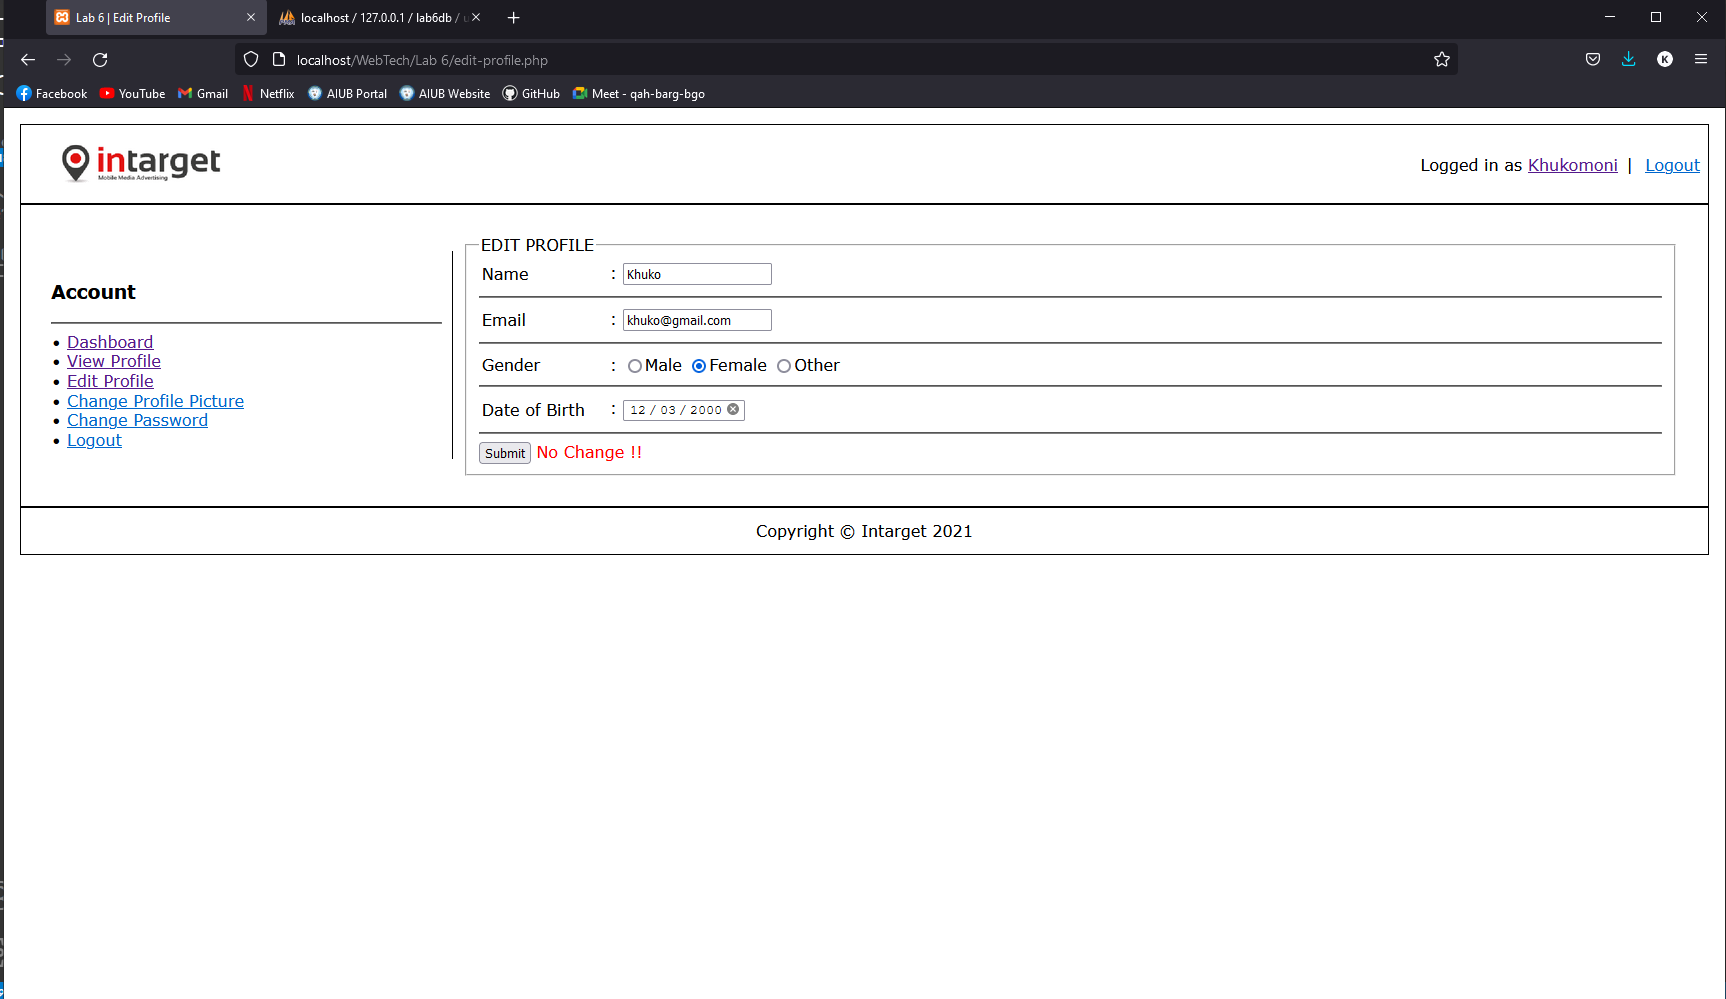 Lab 6 | Edit Profile
localhost / 127.0.0.1 / lab6db /
localhost/WebTech/Lab 6/edit-profile.php
K
Facebook YouTube Gmail Netflix AIUB Portal AIUB Website GitHub Meet - qah-barg-bgo
intarget
Mobile Media Advertising
Logged in as Khukomoni | Logout
Account
• Dashboard
• View Profile
• Edit Profile
• Change Profile Picture
• Change Password
• Logout
EDIT PROFILE
Name : Khuko
Email : khuko@gmail.com
Gender : Male Female Other
Date of Birth : 12 / 03 / 2000
Submit No Change !!
Copyright © Intarget 2021